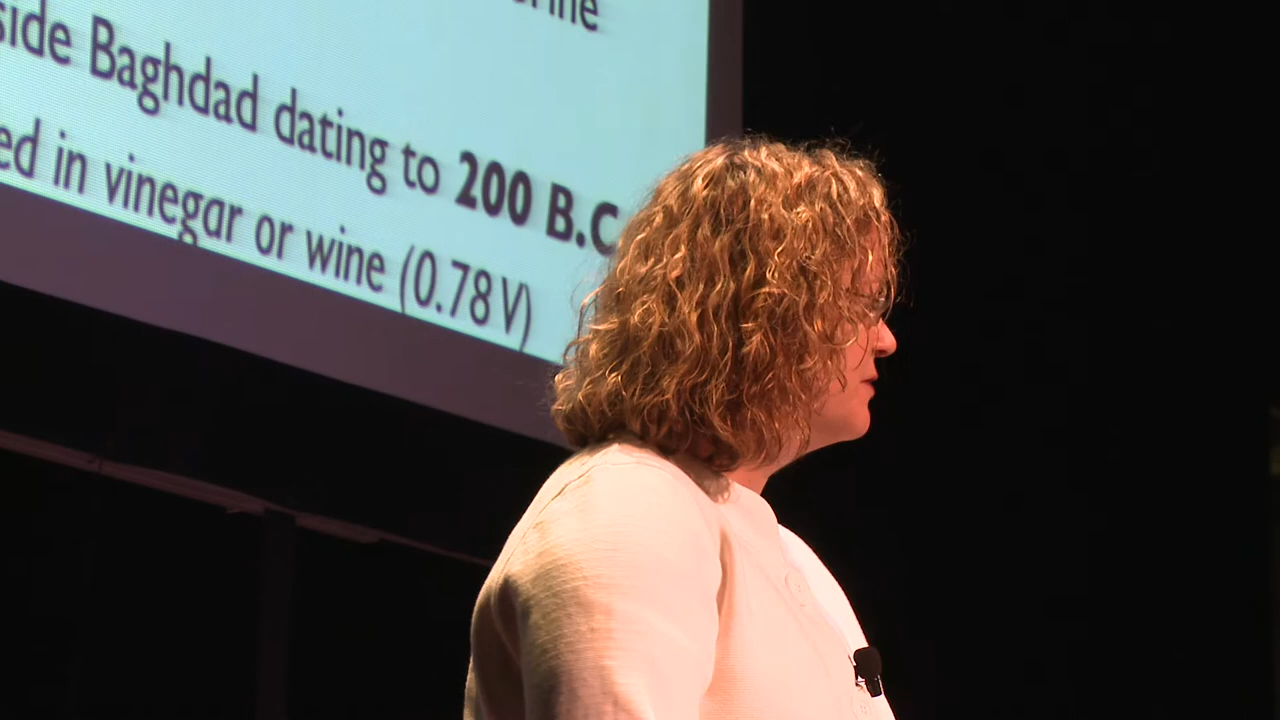 side Baghdad dating to 200 B.C
ed in vinegar or wine (0.78 V)